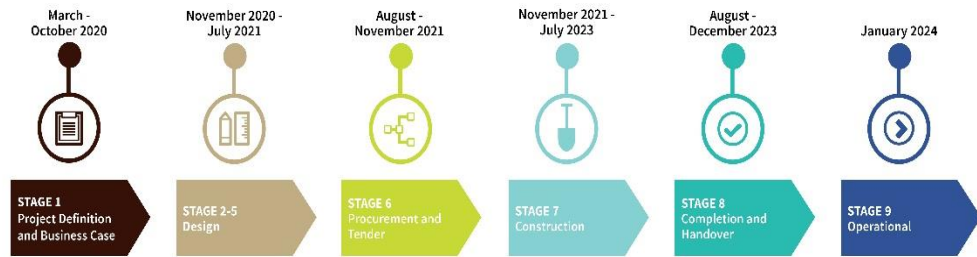 March -
October 2020
November 2020 -
July 2021
August -
November 2021
November 2021 -
July 2023
August -
December 2023
January 2024
STAGE 1
Project Definition
and Business Case
STAGE 2-5
Design
STAGE 6
Procurement and
Tender
STAGE 7
Construction
STAGE 8
Completion and
Handover
STAGE 9
Operational